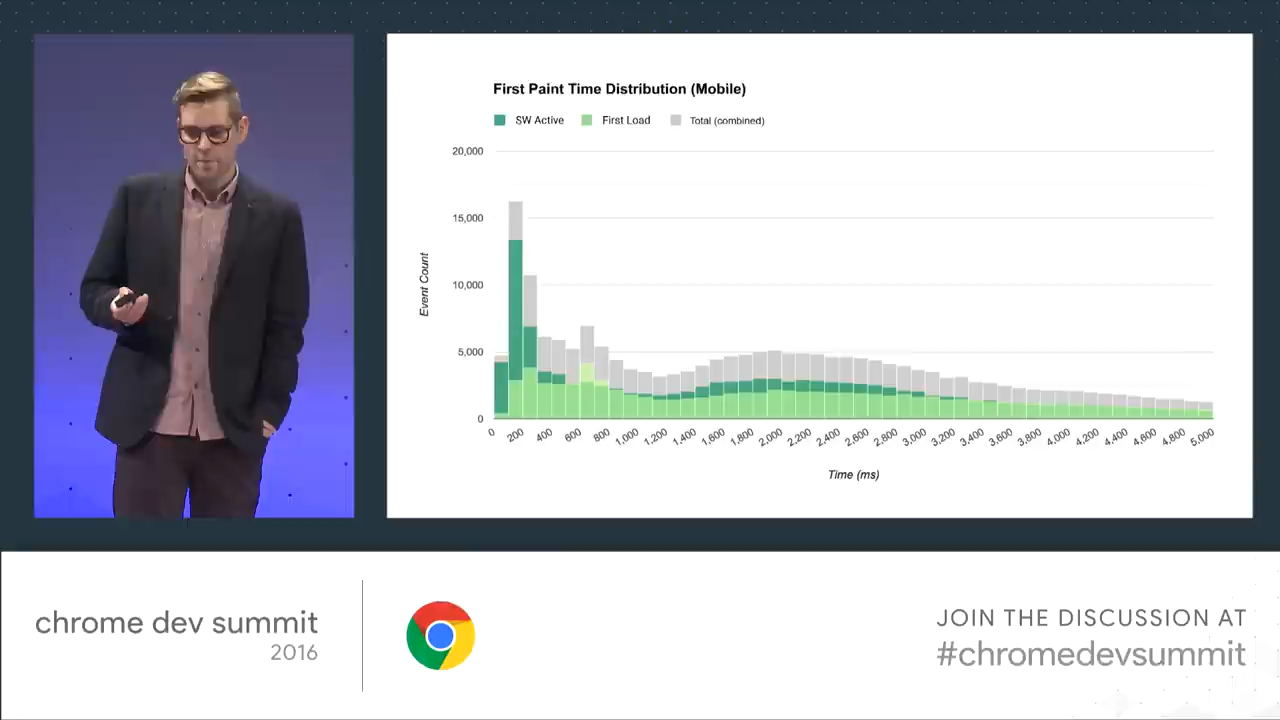 First Paint Time Distribution (Mobile)
SW Active First Load Total (combined)
20,000
15,000
10,000
5,000
0
Event Count
0 200 400 600 800 1,000 1,200 1,400 1,600 1,800 2,000 2,200 2,400 2,600 2,800 3,000 3,200 3,400 3,600 3,800 4,000 4,200 4,400 4,600 4,800 5,000
Time (ms)
chrome dev summit
2016
JOIN THE DISCUSSION AT
#chromedevsummit